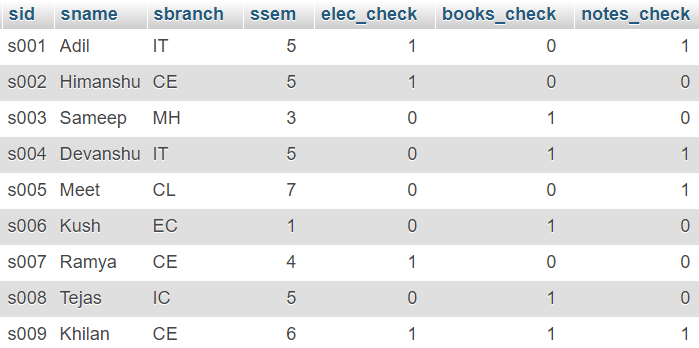 sid sname sbranch ssem elec_check books_check notes_check
s001 Adil IT 5 1 0 1
s002 Himanshu CE 5 1 0 0
s003 Sameep MH 3 0 1 0
s004 Devanshu IT 5 0 1 1
s005 Meet CL 7 0 0 1
s006 Kush EC 1 0 1 0
s007 Ramya CE 4 1 0 0
s008 Tejas IC 5 0 1 0
s009 Khilan CE 6 1 1 1